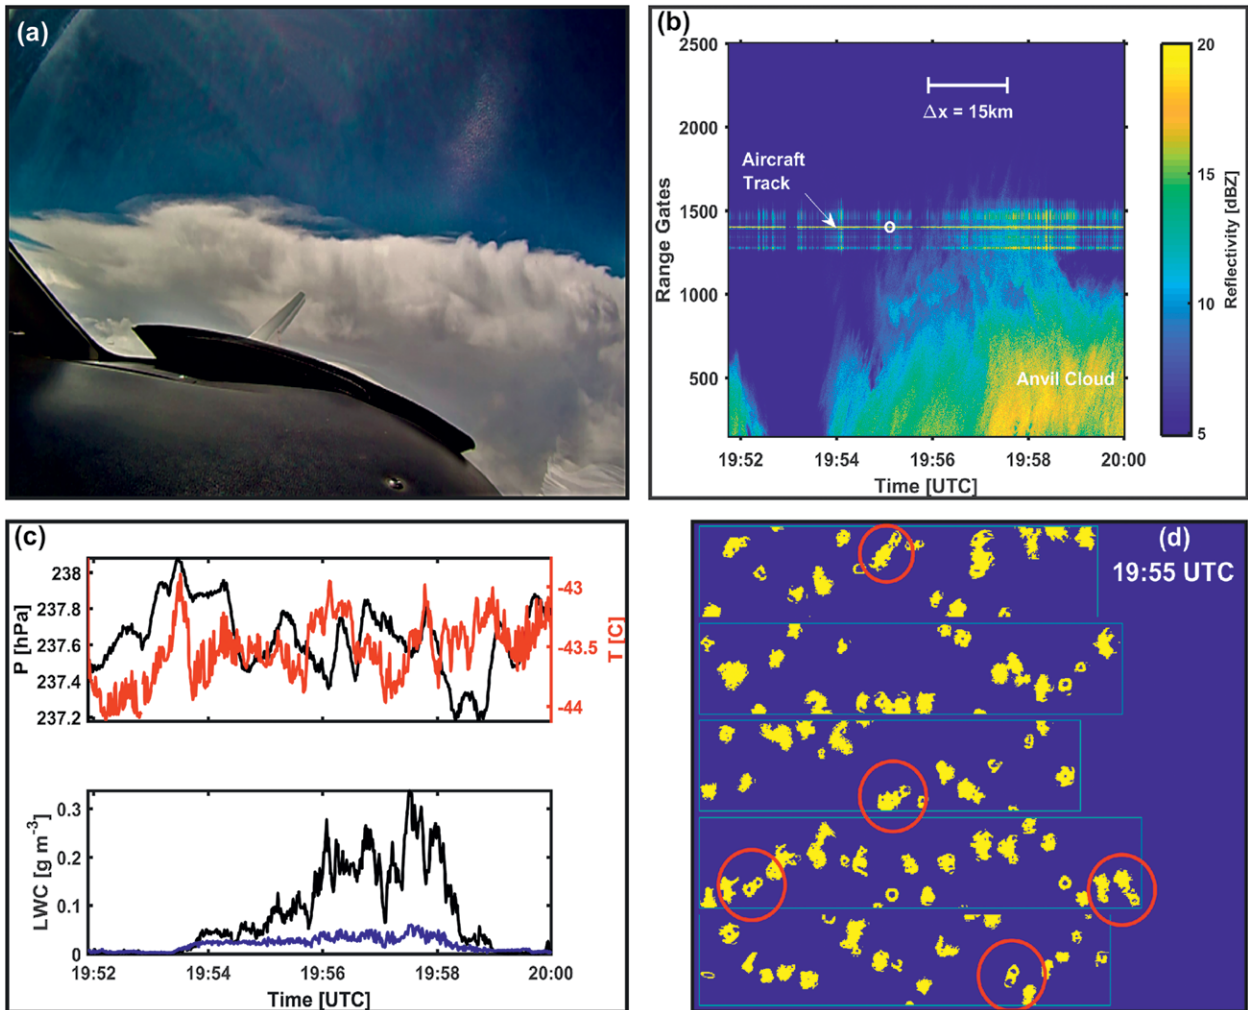 (a)
(b)
2500
2000
1500
1000
500
Range Gates
Δx = 15km
Aircraft
Track
Anvil Cloud
19:52
19:54
19:56
19:58
20:00
Time [UTC]
20
15
10
5
Reflectivity [dBZ]
(c)
238
237.8
237.6
237.4
237.2
P [hPa]
-43
-43.5
-44
T [C]
0.3
0.2
0.1
0
LWC [g m⁻³]
19:52
19:54
19:56
19:58
20:00
Time [UTC]
(d)
19:55 UTC